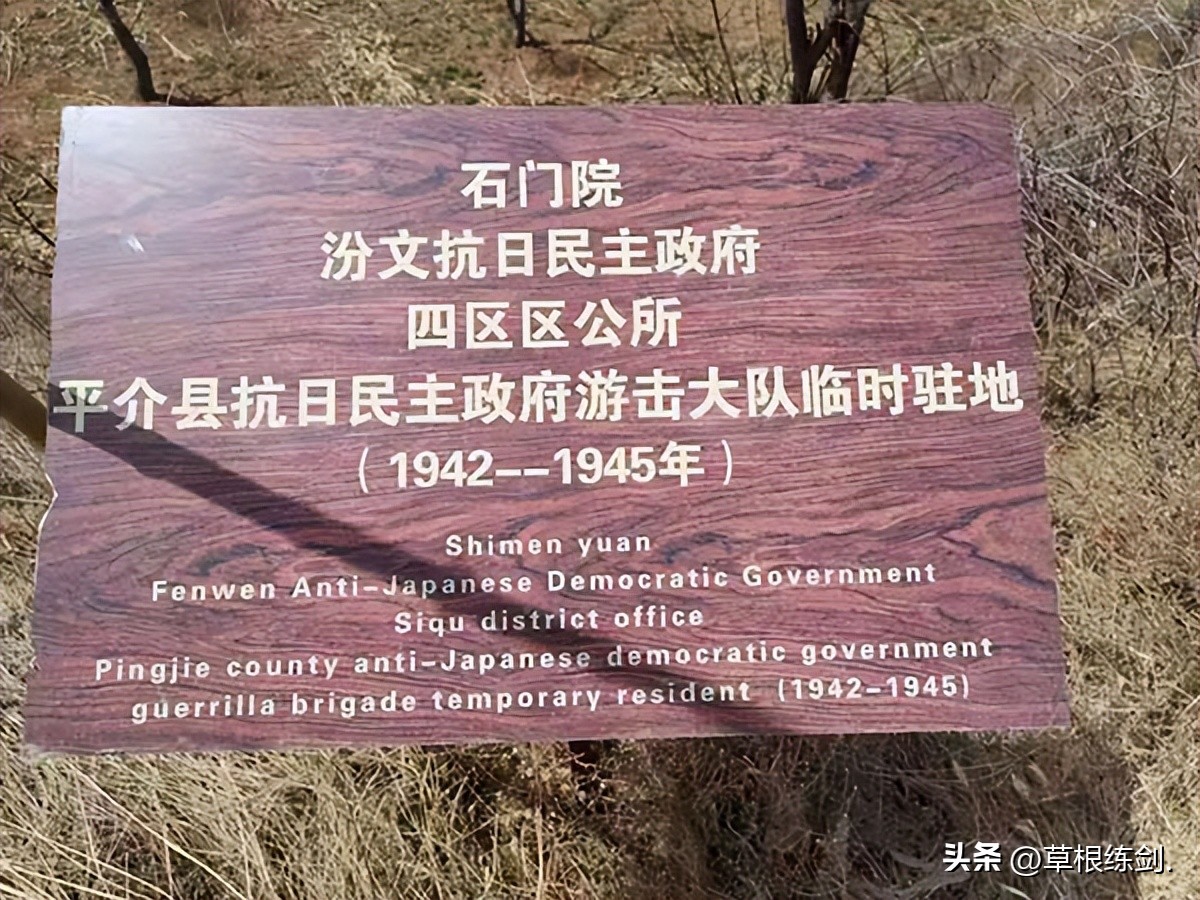 石门院
汾文抗日民主政府
四区区公所
平介县抗日民主政府游击大队临时驻地
（1942--1945年）
Shimen yuan
Fenwen Anti-Japanese Democratic Government
Siqu district office
Pingjie county anti-Japanese democratic government
guerrilla brigade temporary resident (1942-1945)
头条 @草根练剑.